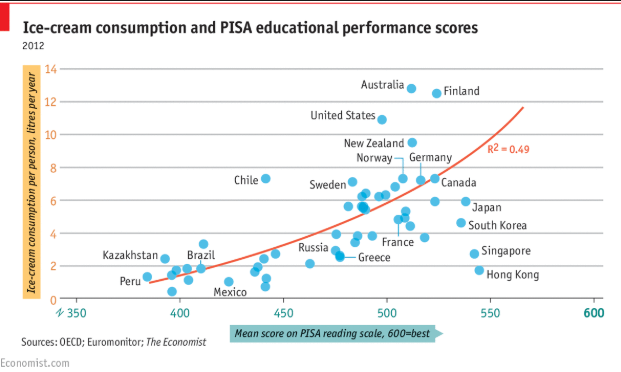 Ice-cream consumption and PISA educational performance scores
2012
Ice-cream consumption per person, litres per year
14
12
10
8
6
4
2
0
Australia
Finland
United States
New Zealand
Norway
Germany
R² = 0.49
Chile
Sweden
Canada
Japan
South Korea
France
Russia
Greece
Singapore
Hong Kong
Kazakhstan
Brazil
Peru
Mexico
350
400
450
500
550
600
Mean score on PISA reading scale, 600=best
Sources: OECD; Euromonitor; The Economist
Economist.com